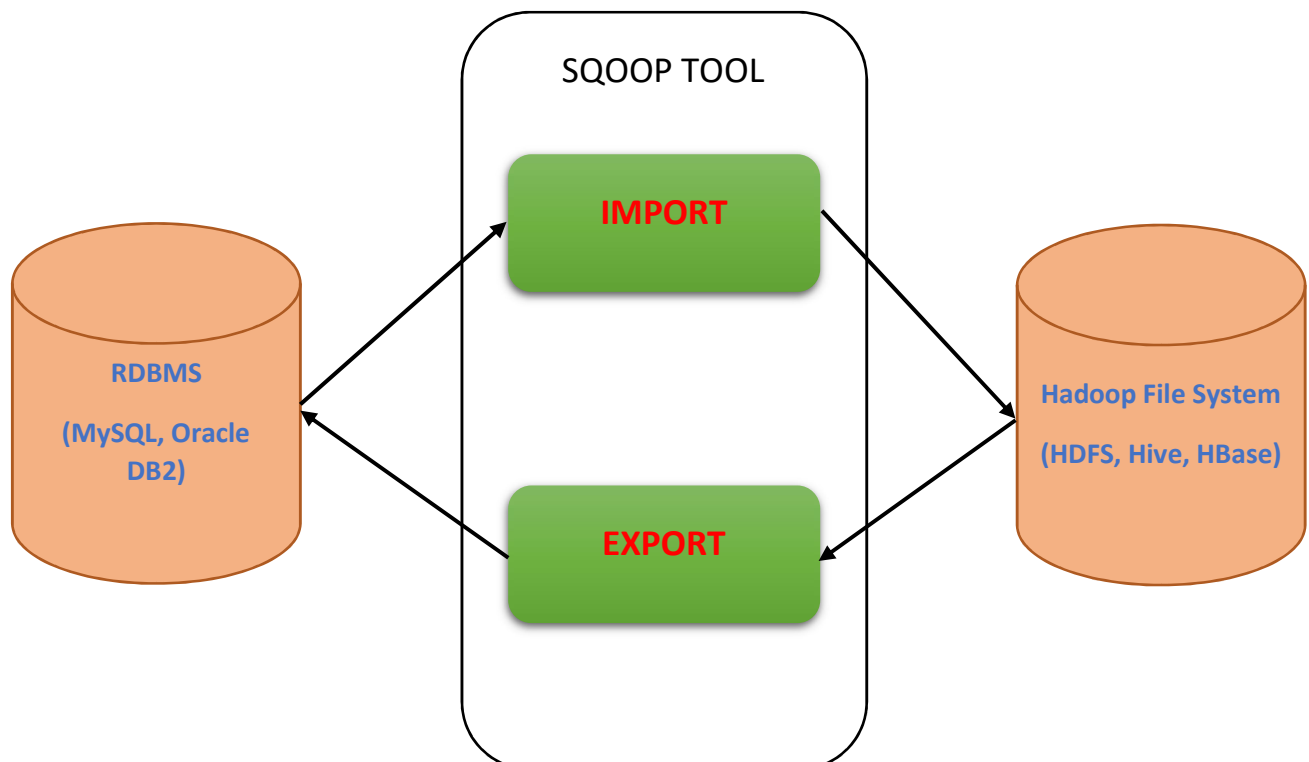 SQOOP TOOL
IMPORT
RDBMS
(MySQL, Oracle
DB2)
Hadoop File System
(HDFS, Hive, HBase)
EXPORT